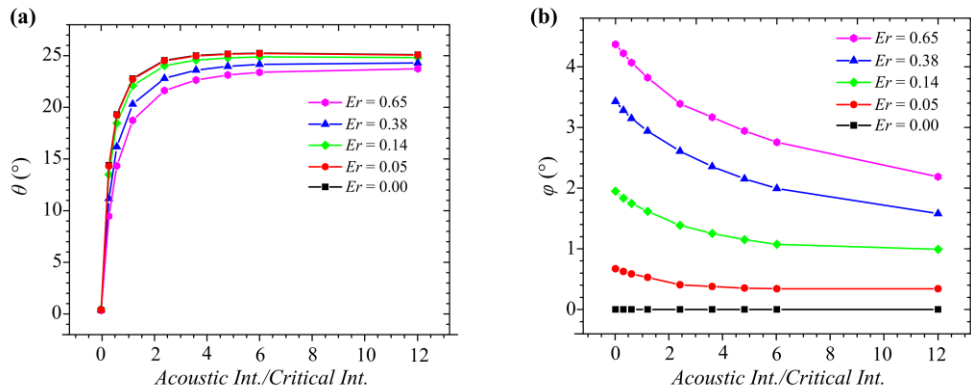 (a)
θ (°)
30
25
20
15
10
5
0
Er = 0.65
Er = 0.38
Er = 0.14
Er = 0.05
Er = 0.00
0 2 4 6 8 10 12
Acoustic Int./Critical Int.
(b)
φ (°)
4
3
2
1
0
Er = 0.65
Er = 0.38
Er = 0.14
Er = 0.05
Er = 0.00
0 2 4 6 8 10 12
Acoustic Int./Critical Int.